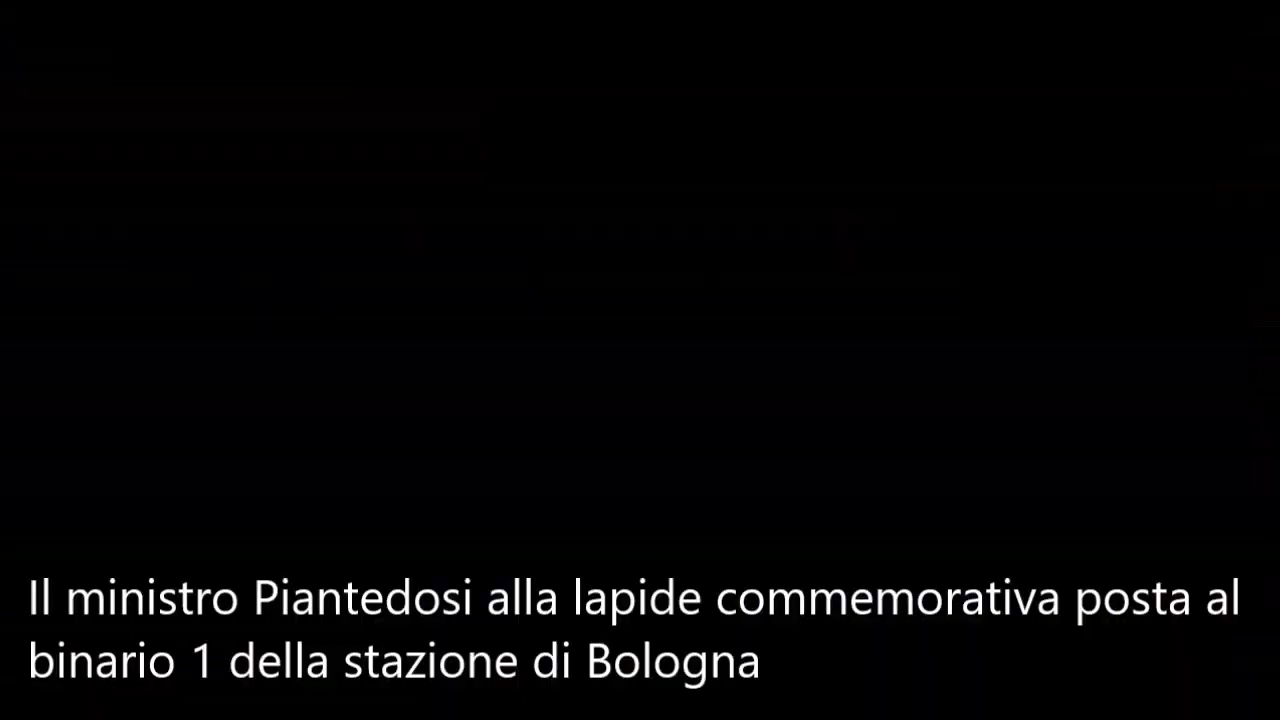 Il ministro Piantedosi alla lapide commemorativa posta al
binario 1 della stazione di Bologna